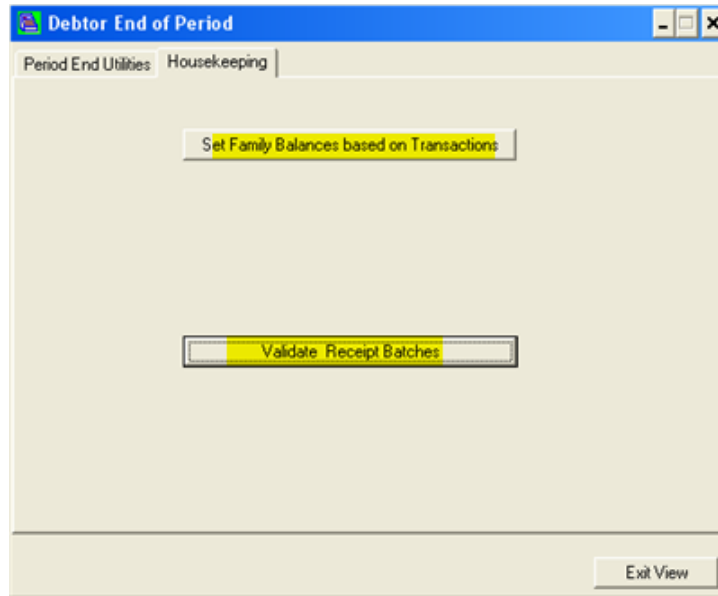 Debtor End of Period
Period End Utilities Housekeeping
Set Family Balances based on Transactions
Validate Receipt Batches
Exit View